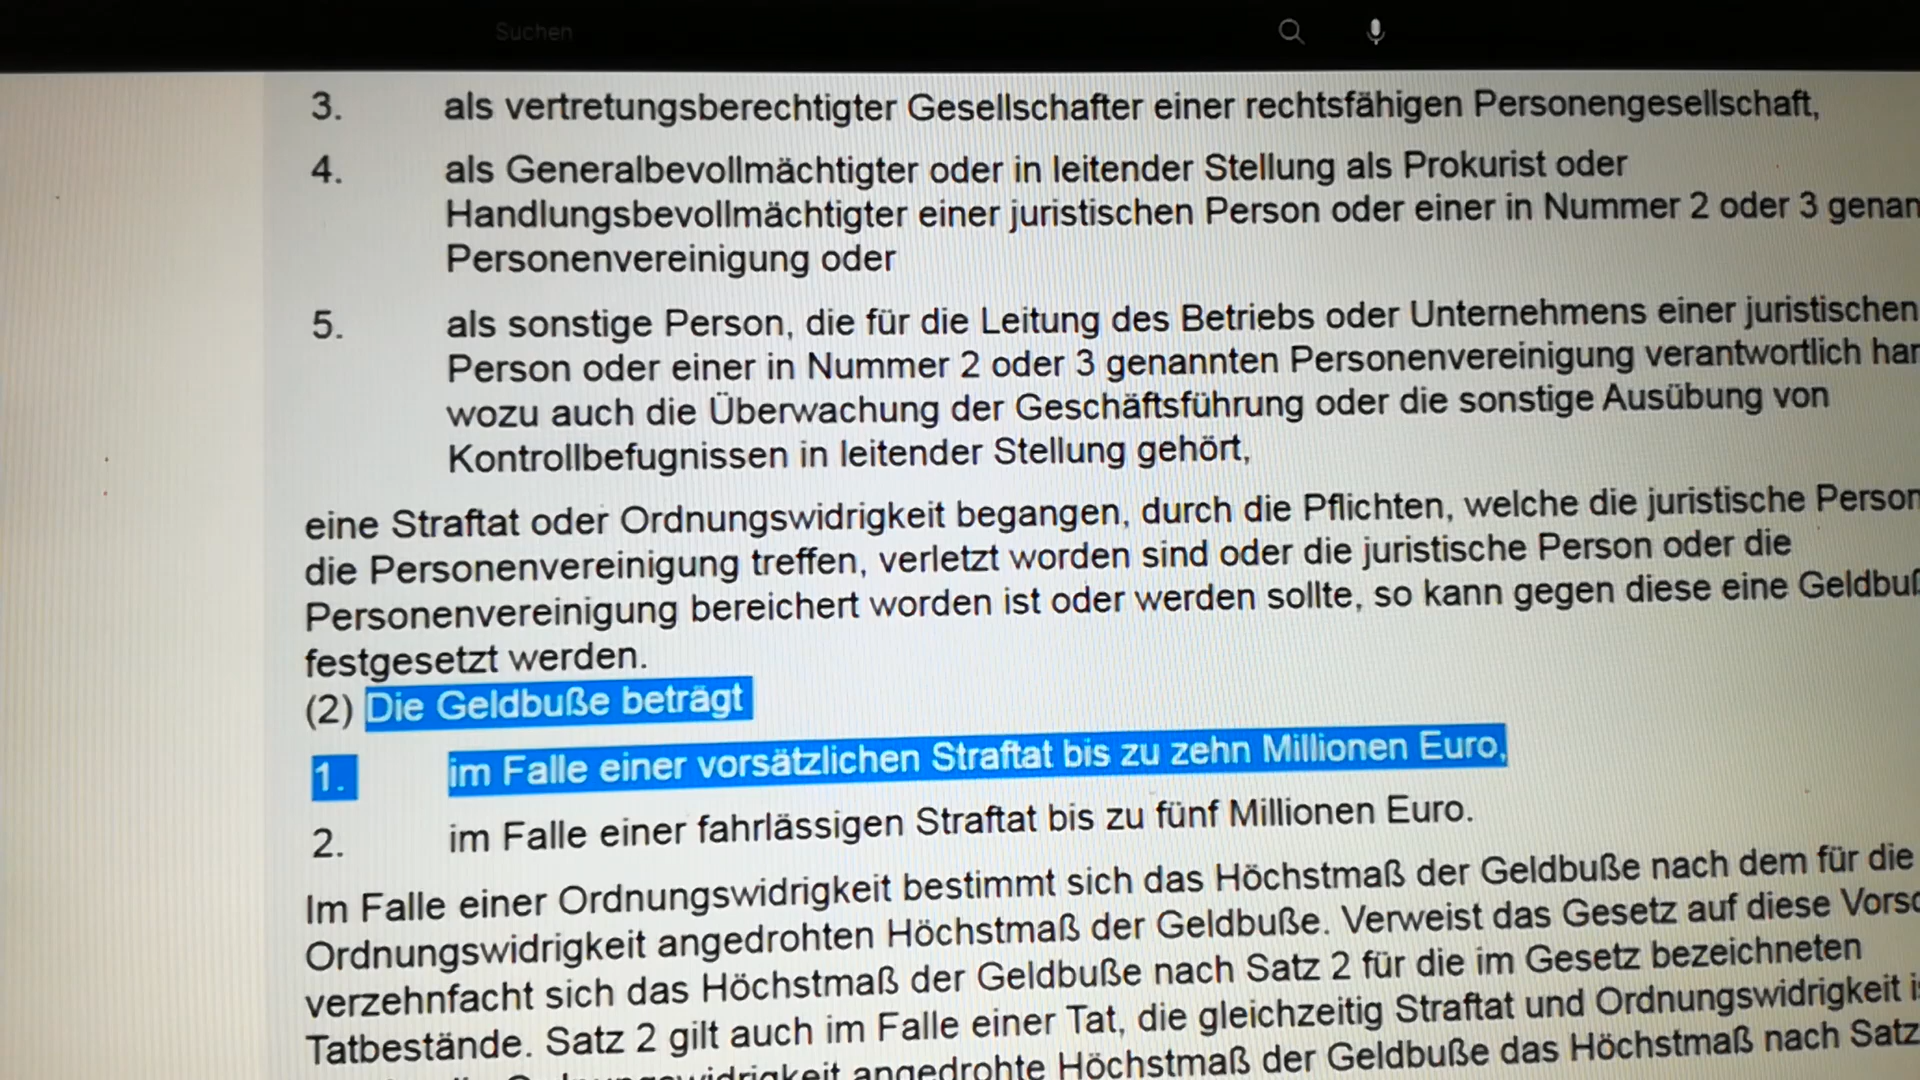 Suchen
3. als vertretungsberechtigter Gesellschafter einer rechtsfähigen Personengesellschaft,
4. als Generalbevollmächtigter oder in leitender Stellung als Prokurist oder
Handlungsbevollmächtigter einer juristischen Person oder einer in Nummer 2 oder 3
Personenvereinigung oder
5. als sonstige Person, die für die Leitung des Betriebs oder Unternehmens einer juristischen
Person oder einer in Nummer 2 oder 3 genannten Personenvereinigung verantwortlich
wozu auch die Überwachung der Geschäftsführung oder die sonstige Ausübung von
Kontrollbefugnissen in leitender Stellung gehört,
eine Straftat oder Ordnungswidrigkeit begangen, durch die Pflichten, welche die juristische Person
die Personenvereinigung treffen, verletzt worden sind oder die juristische Person oder die
Personenvereinigung bereichert worden ist oder werden sollte, so kann gegen diese eine
festgesetzt werden.
(2) Die Geldbuße beträgt
1. im Falle einer vorsätzlichen Straftat bis zu zehn Millionen Euro,
2. im Falle einer fahrlässigen Straftat bis zu fünf Millionen Euro.
Im Falle einer Ordnungswidrigkeit bestimmt sich das Höchstmaß der Geldbuße nach dem für die
Ordnungswidrigkeit angedrohten Höchstmaß der Geldbuße. Verweist das Gesetz auf diese
verzehnfacht sich das Höchstmaß der Geldbuße nach Satz 2 für die im Gesetz bezeichneten
Tatbestände. Satz 2 gilt auch im Falle einer Tat, die gleichzeitig Straftat und Ordnungswidrigkeit
angedrohte Höchstmaß der Geldbuße das Höchstmaß nach Satz